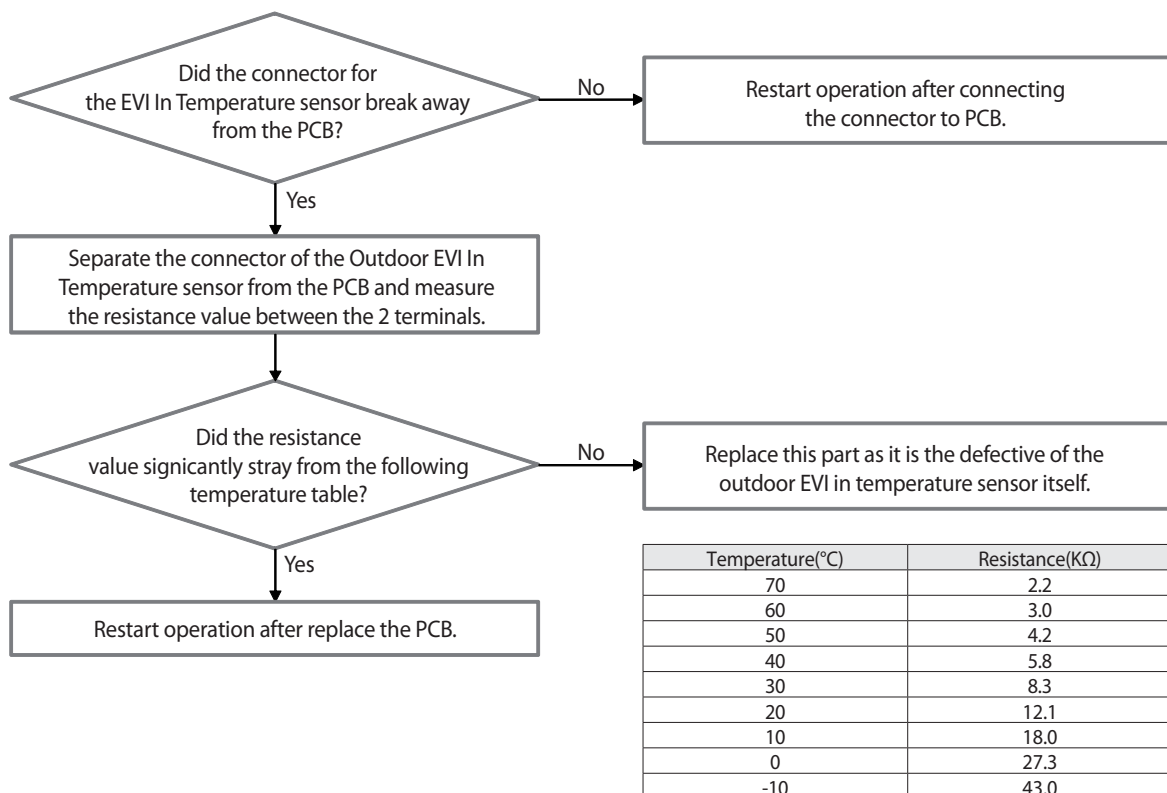 Did the connector for
the EVI In Temperature sensor break away
from the PCB?
No
Restart operation after connecting
the connector to PCB.
Yes
Separate the connector of the Outdoor EVI In
Temperature sensor from the PCB and measure
the resistance value between the 2 terminals.
Did the resistance
value signicantly stray from the following
temperature table?
No
Replace this part as it is the defective of the
outdoor EVI in temperature sensor itself.
Yes
Restart operation after replace the PCB.
Temperature(°C) Resistance(KΩ)
70 2.2
60 3.0
50 4.2
40 5.8
30 8.3
20 12.1
10 18.0
0 27.3
-10 43.0